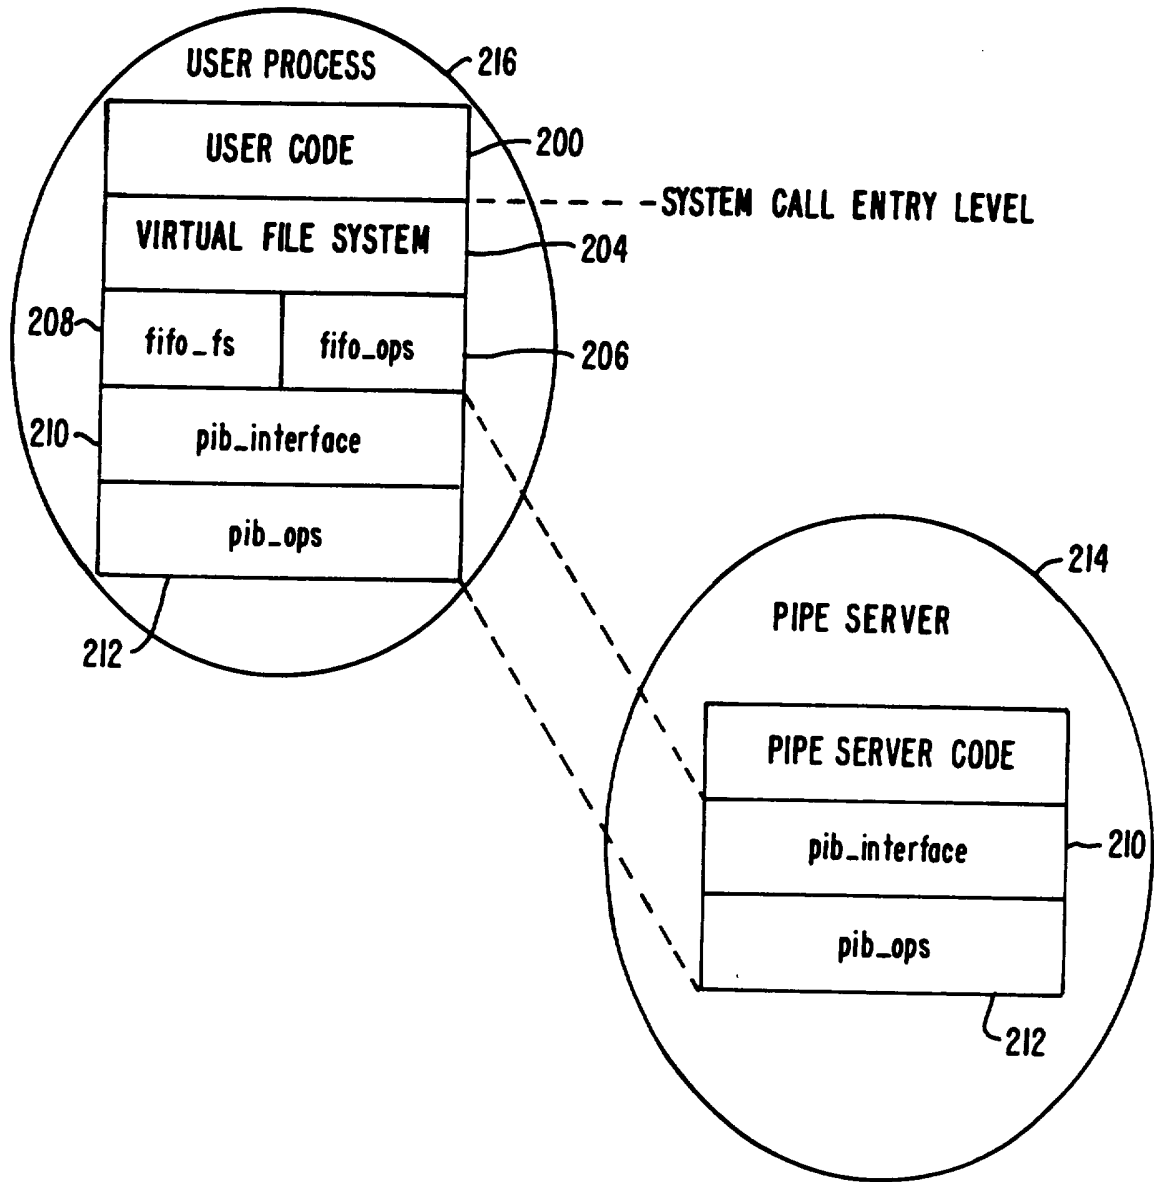 USER PROCESS
216
USER CODE
200
SYSTEM CALL ENTRY LEVEL
VIRTUAL FILE SYSTEM
204
208
fifo_fs
fifo_ops
206
210
pib_interface
pib_ops
212
214
PIPE SERVER
PIPE SERVER CODE
pib_interface
210
pib_ops
212